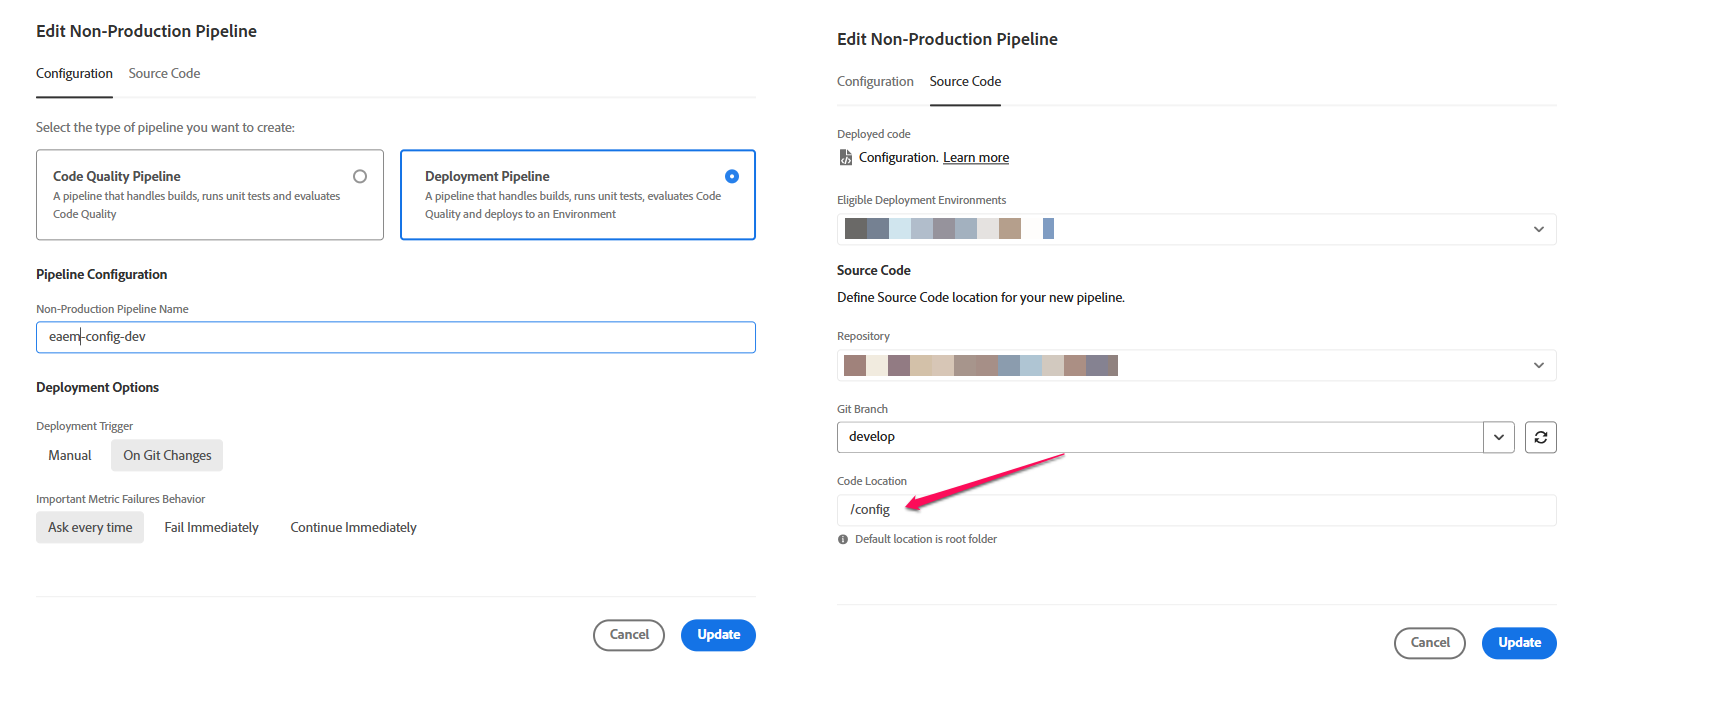 Edit Non-Production Pipeline
Configuration Source Code
Select the type of pipeline you want to create:
Code Quality Pipeline
A pipeline that handles builds, runs unit tests and evaluates
Code Quality
Deployment Pipeline
A pipeline that handles builds, runs unit tests, evaluates Code
Quality and deploys to an Environment
Pipeline Configuration
Non-Production Pipeline Name
eaem-config-dev
Deployment Options
Deployment Trigger
Manual On Git Changes
Important Metric Failures Behavior
Ask every time Fail Immediately Continue Immediately
Cancel Update
Edit Non-Production Pipeline
Configuration Source Code
Deployed code
Configuration. Learn more
Eligible Deployment Environments
Source Code
Define Source Code location for your new pipeline.
Repository
Git Branch
develop
Code Location
/config
Default location is root folder
Cancel Update